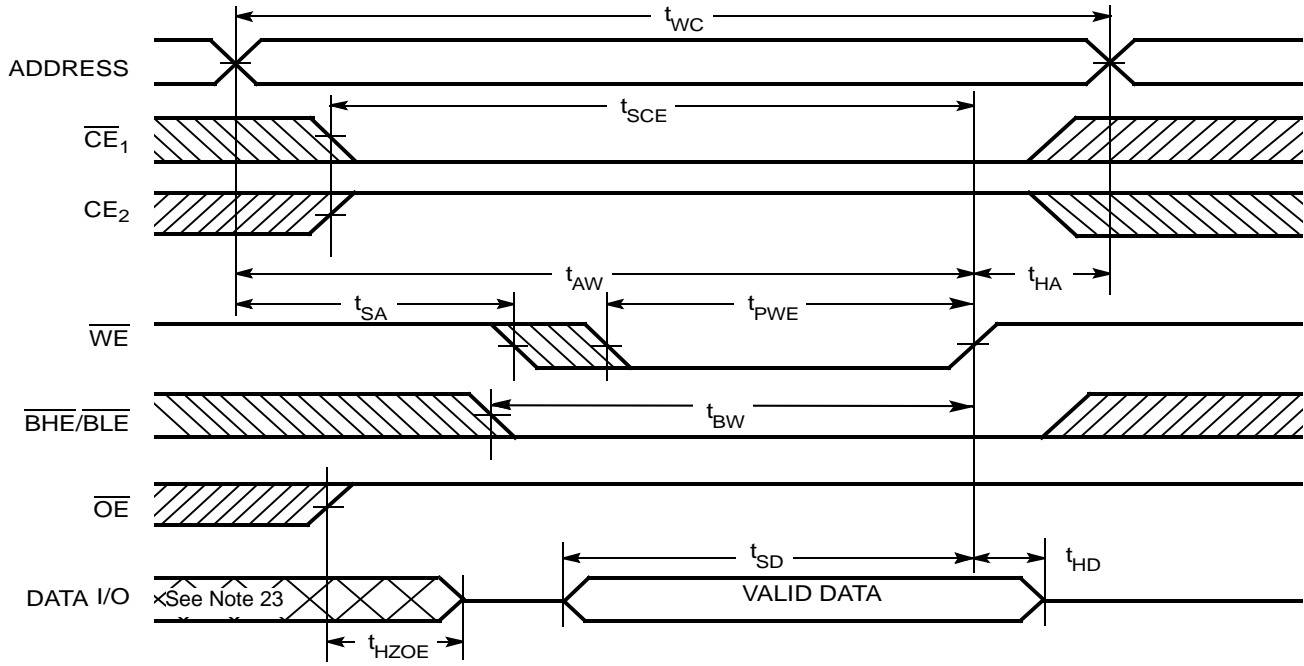 tWC
ADDRESS
tSCE
CE1
CE2
tAW
tHA
tSA
tPWE
WE
tBW
BHE/BLE
OE
tSD
tHD
DATA I/O
See Note 23
VALID DATA
tHZOE